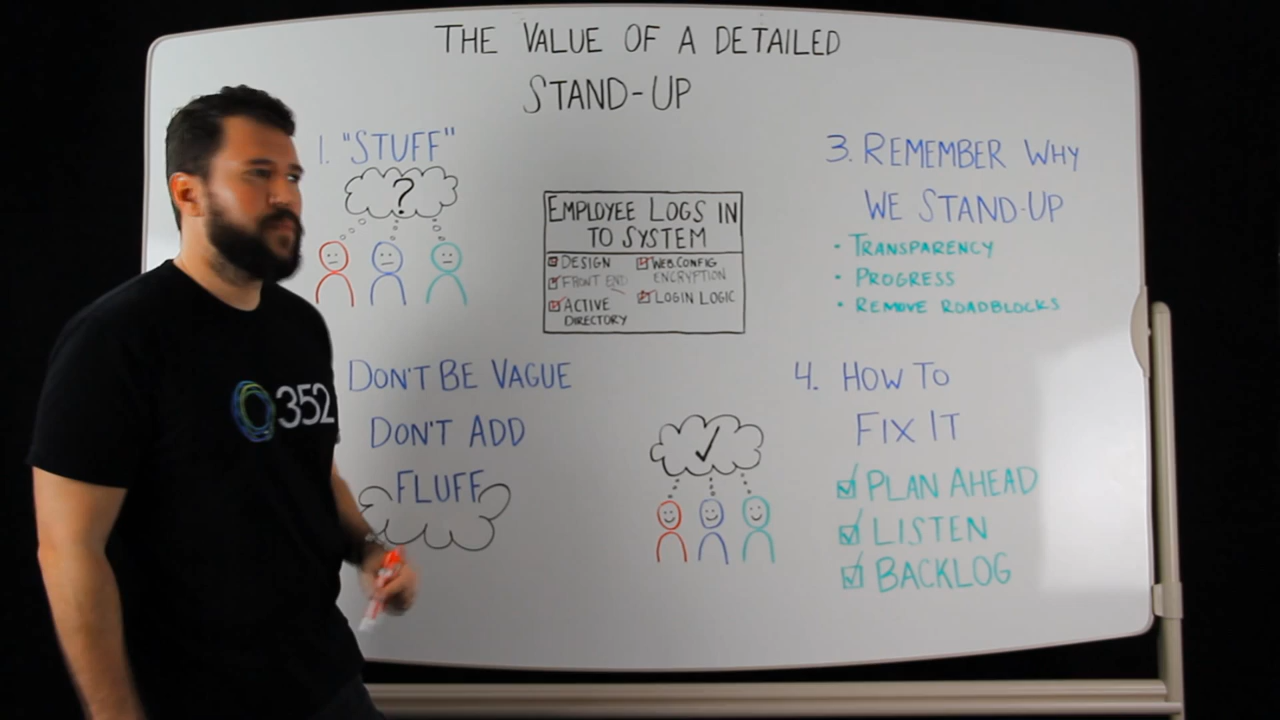 THE VALUE OF A DETAILED
STAND-UP
1. "STUFF"
?
EMPLOYEE LOGS IN
TO SYSTEM
DESIGN
FRONT END
ACTIVE
DIRECTORY
WEB.CONFIG
ENCRYPTION
LOGIN LOGIC
3. REMEMBER WHY
WE STAND-UP
• TRANSPARENCY
• PROGRESS
• REMOVE ROADBLOCKS
DON'T BE VAGUE
DON'T ADD
FLUFF
4. HOW TO
FIX IT
PLAN AHEAD
LISTEN
BACKLOG
352